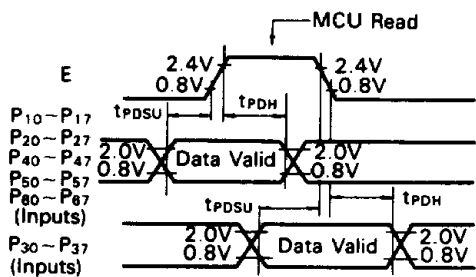 MCU Read
E
2.4V 2.4V
0.8V 0.8V
tPDSU tPDH
P10~P17
P20~P27
P40~P47
P50~P57
P60~P67
(Inputs)
2.0V Data Valid 2.0V
0.8V 0.8V
tPDSU tPDH
P30~P37
(Inputs)
2.0V Data Valid 2.0V
0.8V 0.8V